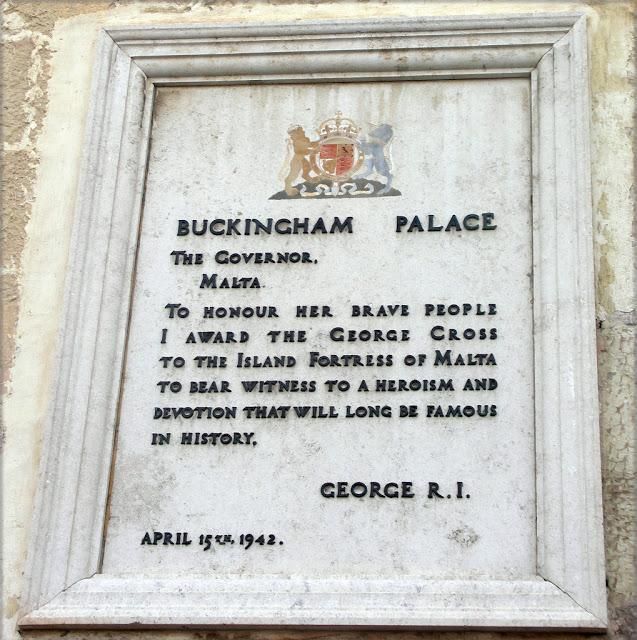 BUCKINGHAM PALACE
THE GOVERNOR,
MALTA.
TO HONOUR HER BRAVE PEOPLE
I AWARD THE GEORGE CROSS
TO THE ISLAND FORTRESS OF MALTA
TO BEAR WITNESS TO A HEROISM AND
DEVOTION THAT WILL LONG BE FAMOUS
IN HISTORY,
GEORGE R.I.
APRIL 15TH, 1942.